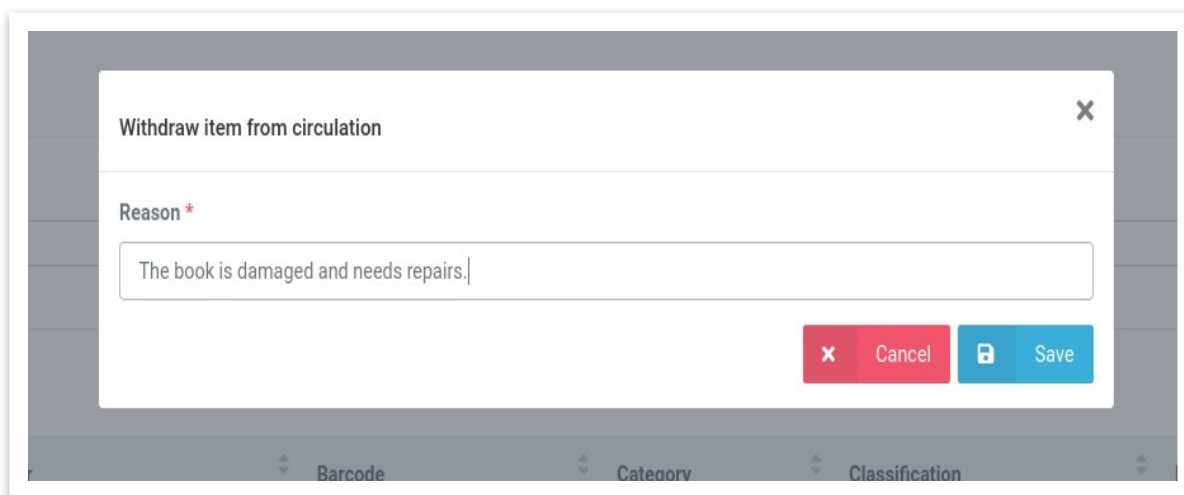 Withdraw item from circulation
Reason *
The book is damaged and needs repairs.
Cancel
Save
Barcode
Category
Classification